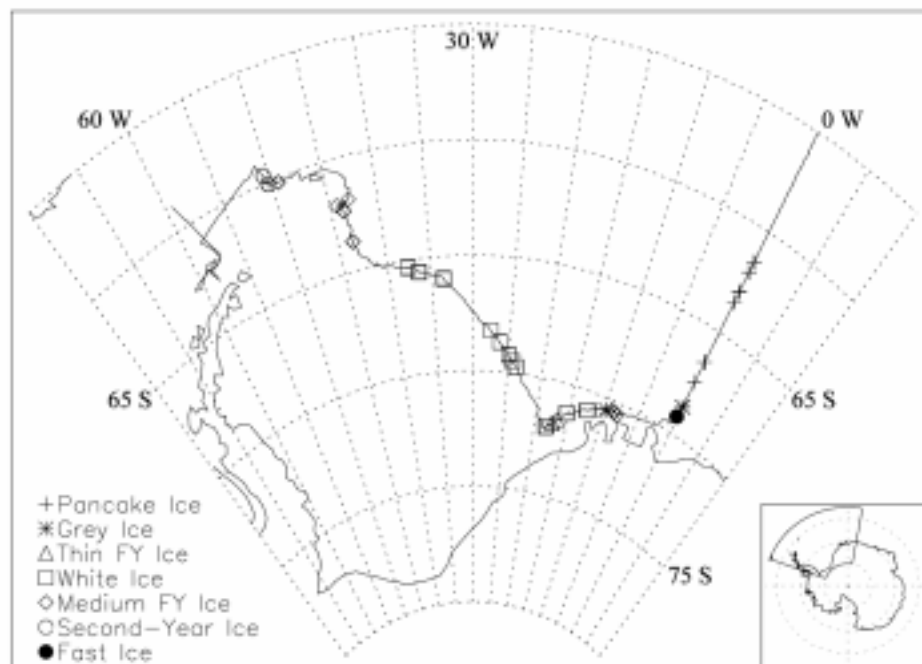 30 W
60 W
0 W
65 S
65 S
75 S
Pancake Ice
Grey Ice
Thin FY Ice
White Ice
Medium FY Ice
Second-Year Ice
Fast Ice